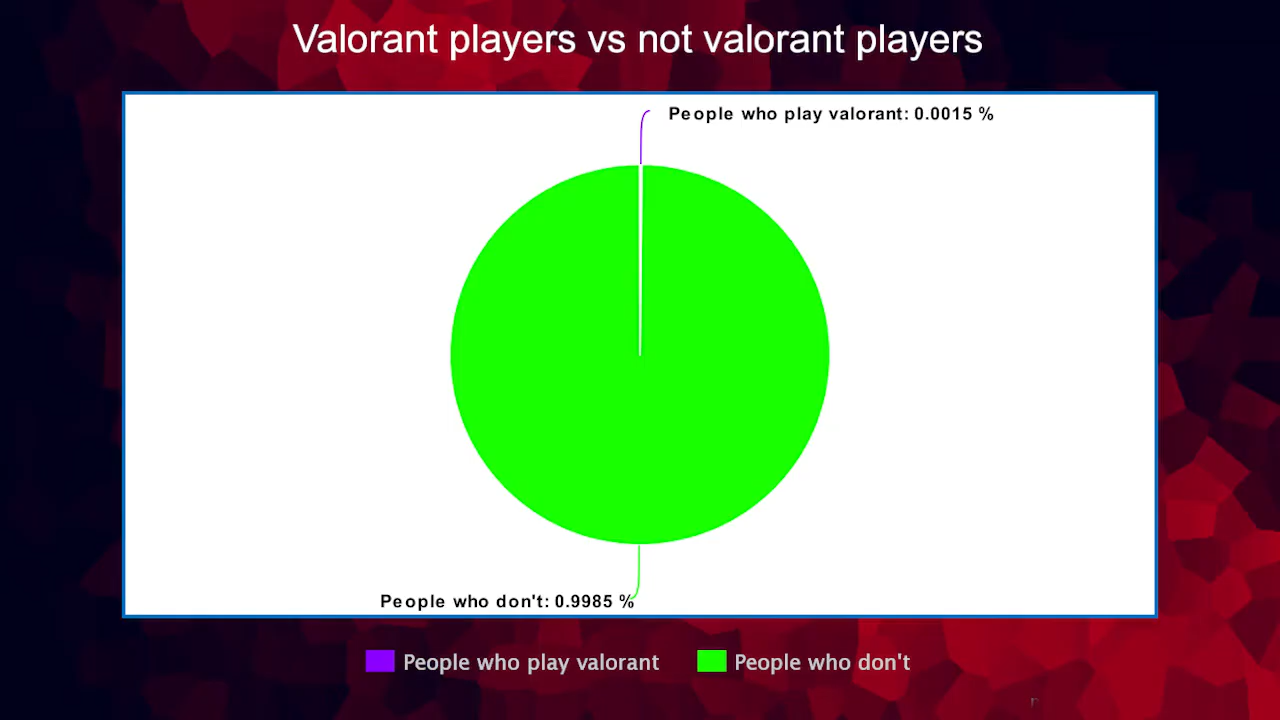 Valorant players vs not valorant players
People who play valorant: 0.0015 %
People who don't: 0.9985 %
People who play valorant
People who don't